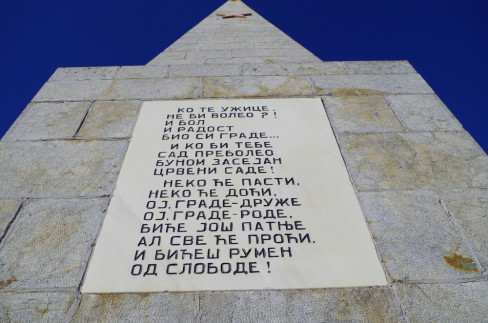 КО ТЕ УЖИЦЕ,
НЕ БИ ВОЛЕО?!
И БОЛ
И РАДОСТ
БИО СИ ГРАДЕ...
И КО БИ ТЕБЕ
САД ПРЕБОЛЕО
БУНОИ ЗАСЕЈАН
ЦРВЕНИ САДЕ!
НЕКО ЋЕ ПАСТИ,
НЕКО ЋЕ ДОЋИ,
ОЈ, ГРАДЕ-ДРУЖЕ
ОЈ, ГРАДЕ-РОДЕ,
БИЋЕ ЈОШ ПАТЊЕ
АЛ СВЕ ЋЕ ПРОЋИ,
И БИЋЕШ РУМЕН
ОД СЛОБОДЕ!